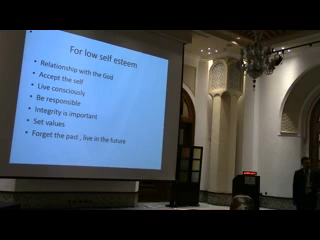 For low self esteem
• Relationship with the God
• Accept the self
• Live consciously
• Be responsible
• Integrity is important
• Set values
• Forget the past , live in the future